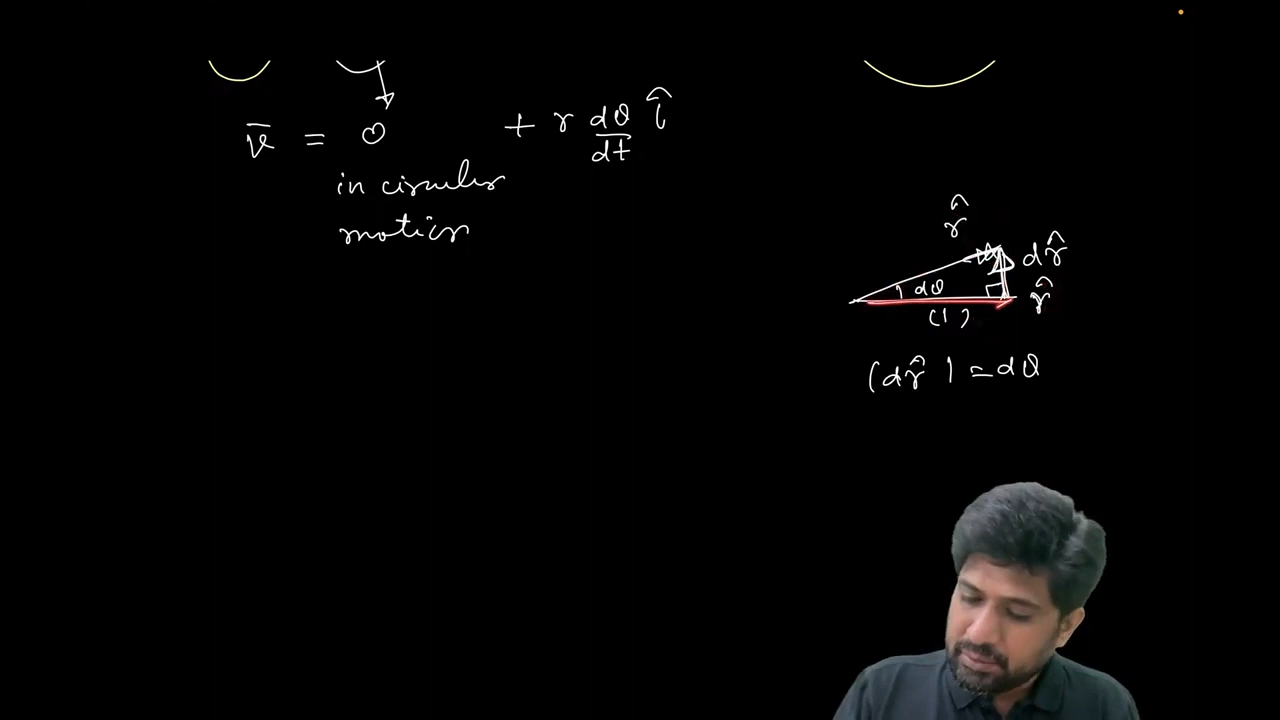 v̄ = 0 + r dθ/dt î
in circular
motion
r̂
dr̂
dθ
r̂
(1)
(dr̂) = dθ